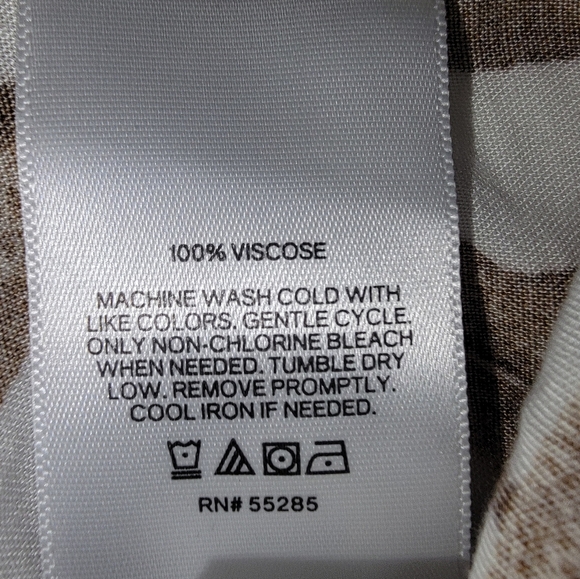 100% VISCOSE
MACHINE WASH COLD WITH
LIKE COLORS. GENTLE CYCLE.
ONLY NON-CHLORINE BLEACH
WHEN NEEDED. TUMBLE DRY
LOW. REMOVE PROMPTLY.
COOL IRON IF NEEDED.
RN# 55285